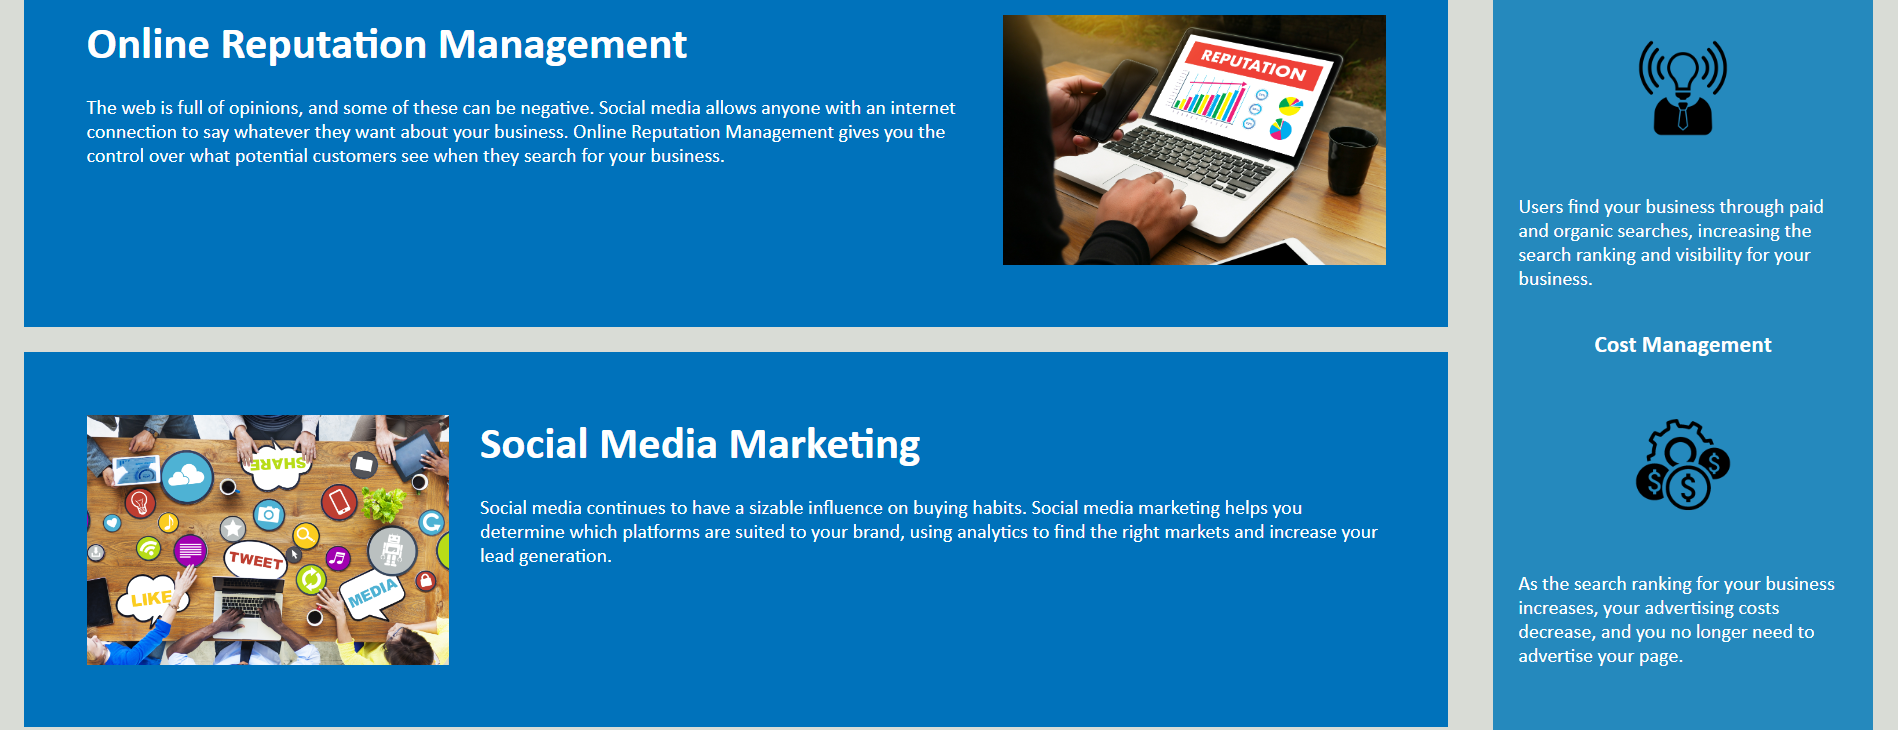 Online Reputation Management
The web is full of opinions, and some of these can be negative. Social media allows anyone with an internet
connection to say whatever they want about your business. Online Reputation Management gives you the
control over what potential customers see when they search for your business.
REPUTATION
Social Media Marketing
Social media continues to have a sizable influence on buying habits. Social media marketing helps you
determine which platforms are suited to your brand, using analytics to find the right markets and increase your
lead generation.
SHARE
TWEET
LIKE
MEDIA
Users find your business through paid
and organic searches, increasing the
search ranking and visibility for your
business.
Cost Management
$
$
$
As the search ranking for your business
increases, your advertising costs
decrease, and you no longer need to
advertise your page.